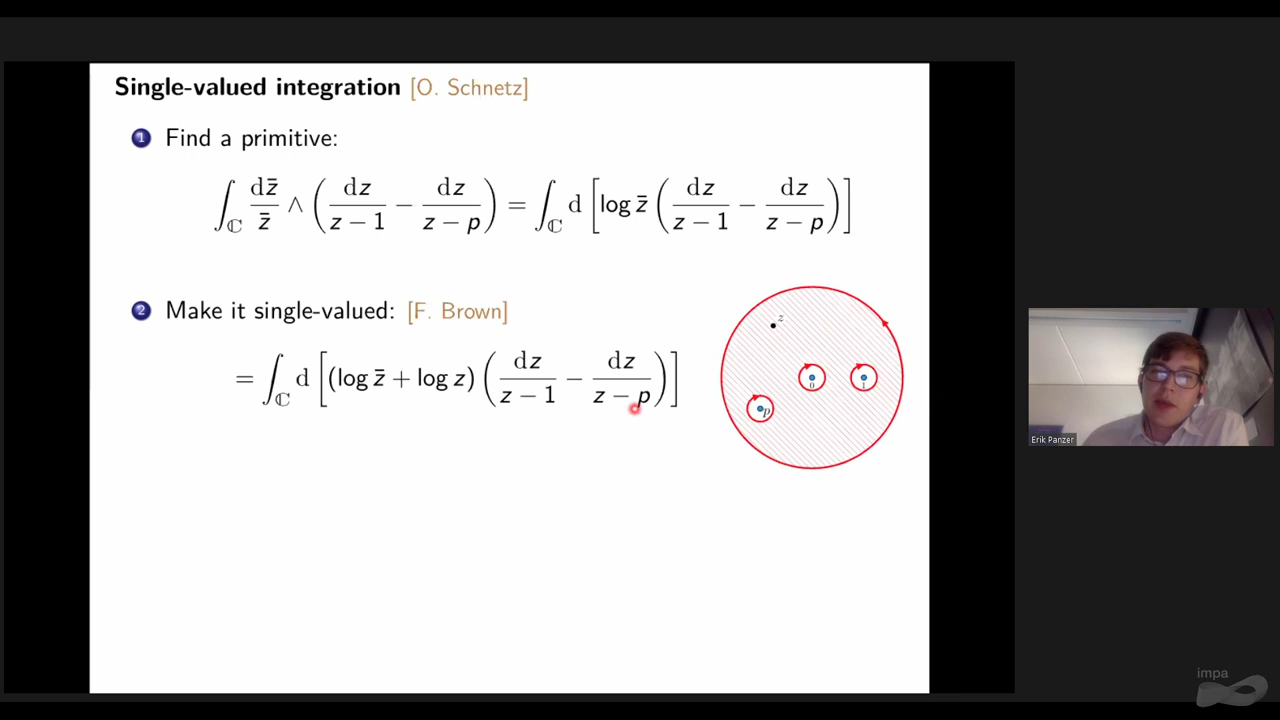 Single-valued integration [O. Schnetz]
1 Find a primitive:
∫_ℂ dz̄/z̄ ∧ (dz/(z − 1) − dz/(z − p)) = ∫_ℂ d [log z̄ (dz/(z − 1) − dz/(z − p))]
2 Make it single-valued: [F. Brown]
= ∫_ℂ d [(log z̄ + log z) (dz/(z − 1) − dz/(z − p))]
z
0
1
p
Erik Panzer
impa